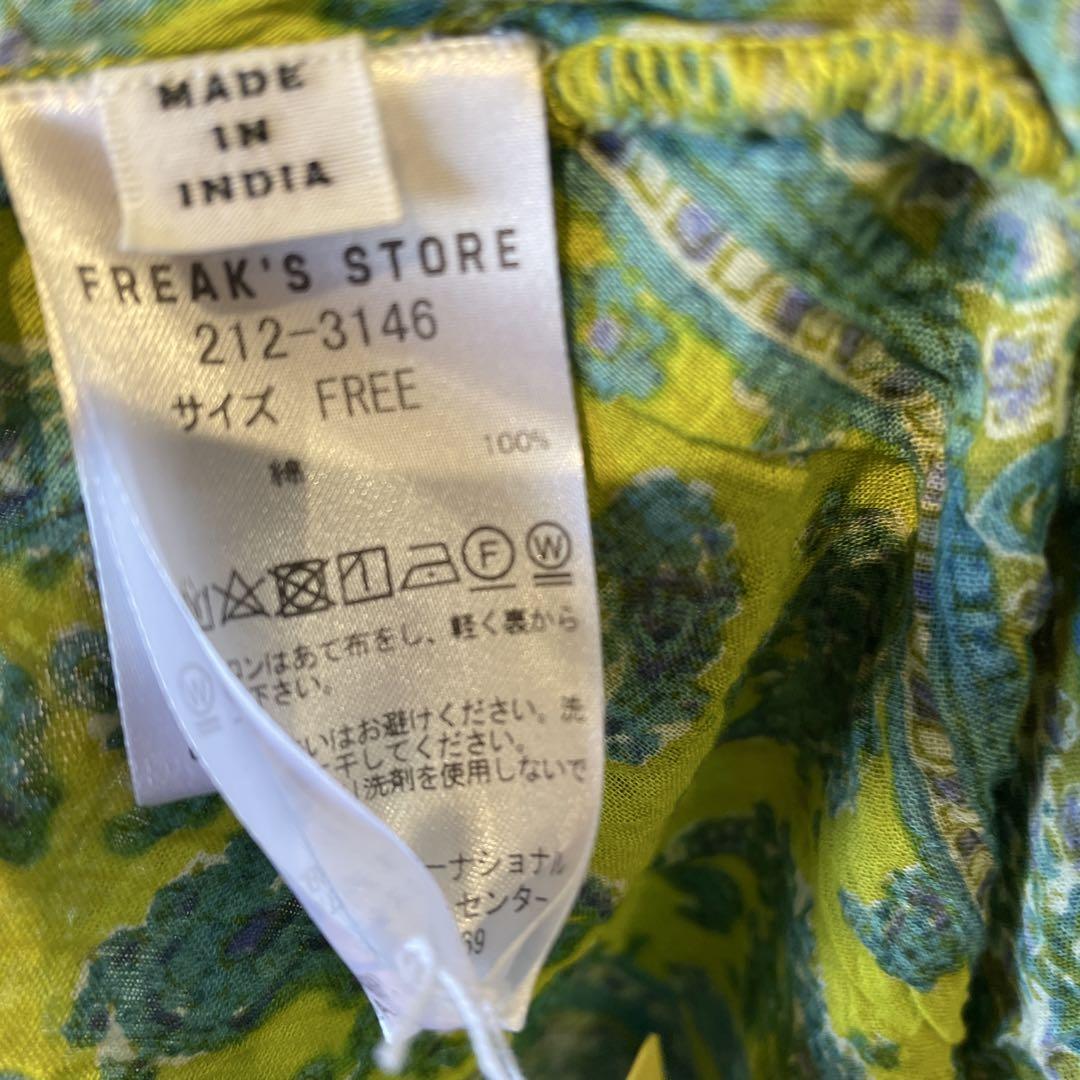 MADE
IN
INDIA
FREAK'S STORE
212-3146
サイズ FREE
綿 100%
F W
ロンはあて布をし、軽く裏から
下さい。
いはお避けください。洗
干してください。
洗剤を使用しないで
ーナショナル
センター
69
W